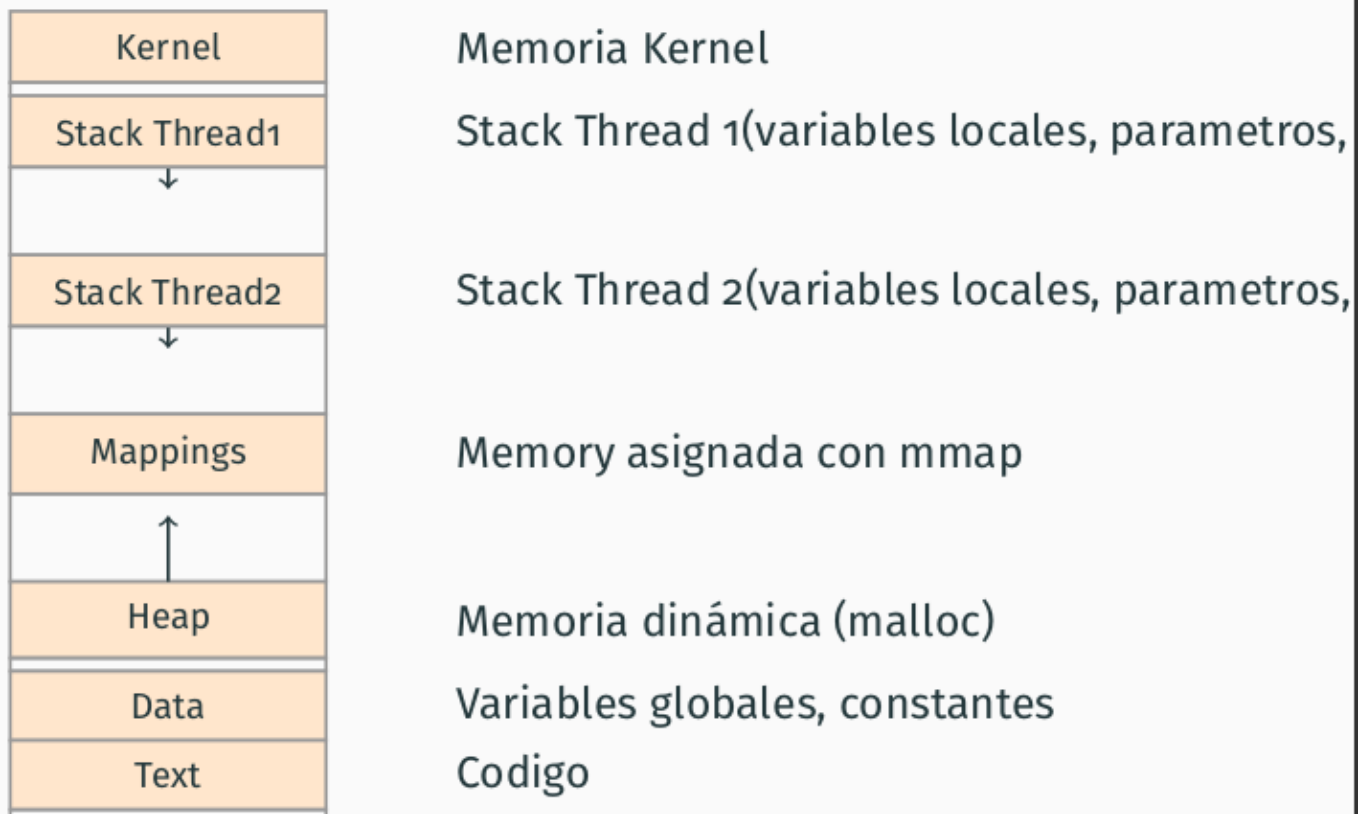 Kernel Memoria Kernel
Stack Thread1 Stack Thread 1(variables locales, parametros,
Stack Thread2 Stack Thread 2(variables locales, parametros,
Mappings Memory asignada con mmap
Heap Memoria dinámica (malloc)
Data Variables globales, constantes
Text Codigo